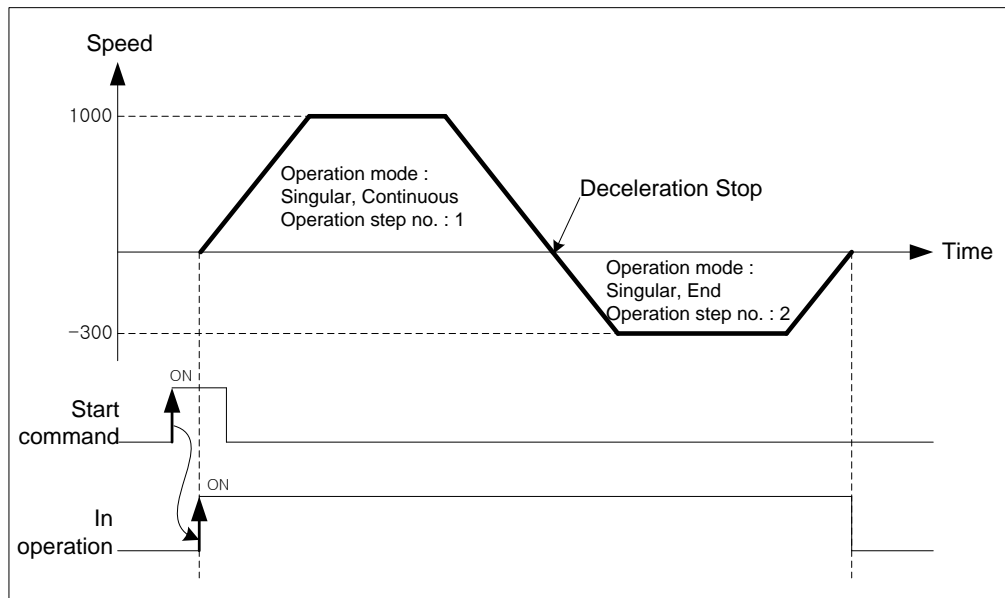 Speed
1000
Operation mode :
Singular, Continuous
Operation step no. : 1
Deceleration Stop
Time
Operation mode :
Singular, End
Operation step no. : 2
−300
ON
Start
command
ON
In
operation